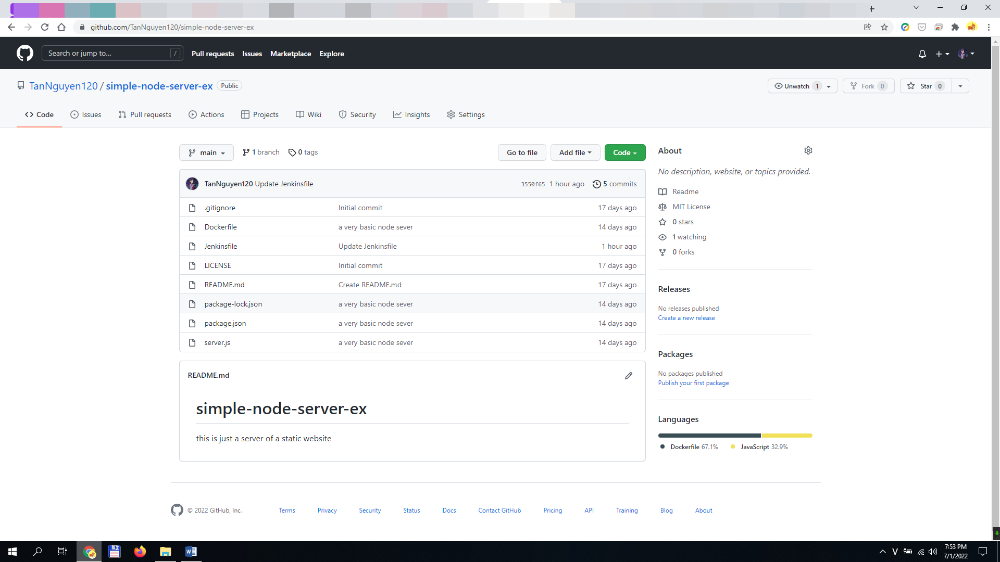 github.com/TanNguyen120/simple-node-server-ex
Search or jump to... / Pull requests Issues Marketplace Explore
TanNguyen120 / simple-node-server-ex Public Unwatch 1 Fork 0 Star 0
Code Issues Pull requests Actions Projects Wiki Security Insights Settings
main 1 branch 0 tags Go to file Add file Code
TanNguyen120 Update Jenkinsfile 3550f65 1 hour ago 5 commits
.gitignore Initial commit 17 days ago
Dockerfile a very basic node sever 14 days ago
Jenkinsfile Update Jenkinsfile 1 hour ago
LICENSE Initial commit 17 days ago
README.md Create README.md 17 days ago
package-lock.json a very basic node sever 14 days ago
package.json a very basic node sever 14 days ago
server.js a very basic node sever 14 days ago
README.md
simple-node-server-ex
this is just a server of a static website
About
No description, website, or topics provided.
Readme
MIT License
0 stars
1 watching
0 forks
Releases
No releases published
Create a new release
Packages
No packages published
Publish your first package
Languages
Dockerfile 67.1% JavaScript 32.9%
© 2022 GitHub, Inc. Terms Privacy Security Status Docs Contact GitHub Pricing API Training Blog About
V
7:53 PM
7/1/2022